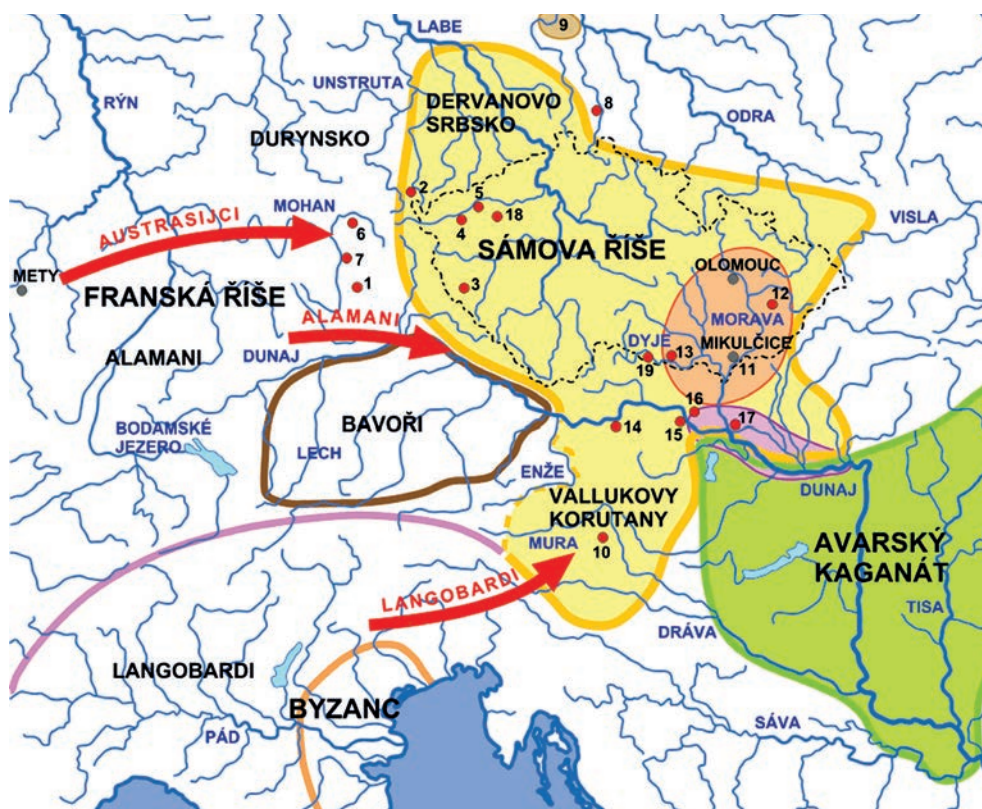 9
LABE
RÝN
UNSTRUTA
DERVANOVO
SRBSKO
8
ODRA
DURYNSKO
2
5
MOHAN
18
4
VISLA
AUSTRASIJCI
6
SÁMOVA ŘÍŠE
METY
7
OLOMOUC
FRANSKÁ ŘÍŠE
1
3
12
MORAVA
ALAMANI
DYJE
MIKULČICE
ALAMANI
DUNAJ
19
13
11
BAVOŘI
16
BODAMSKÉ
JEZERO
14
15
17
LECH
ENŽE
DUNAJ
VALLUKOVY
KORUTANY
MURA
10
AVARSKÝ
KAGANÁT
LANGOBARDI
TISA
DRÁVA
LANGOBARDI
BYZANC
PÁD
SÁVA